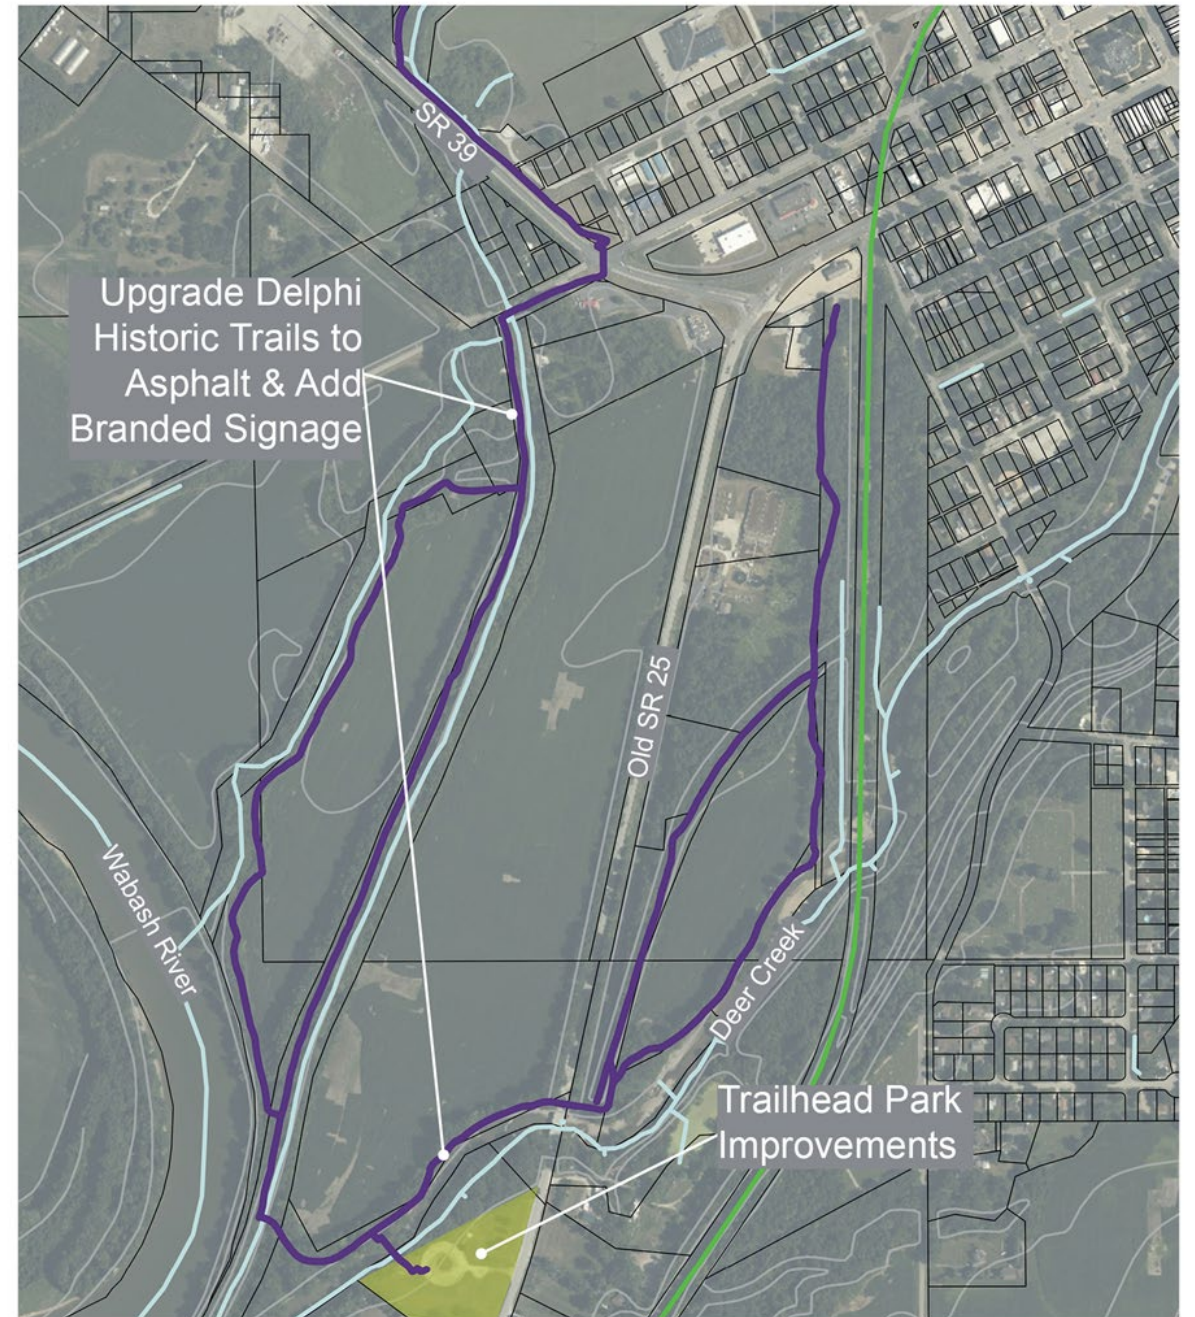 SR 39
Upgrade Delphi
Historic Trails to
Asphalt & Add
Branded Signage
Old SR 25
Wabash River
Deer Creek
Trailhead Park
Improvements